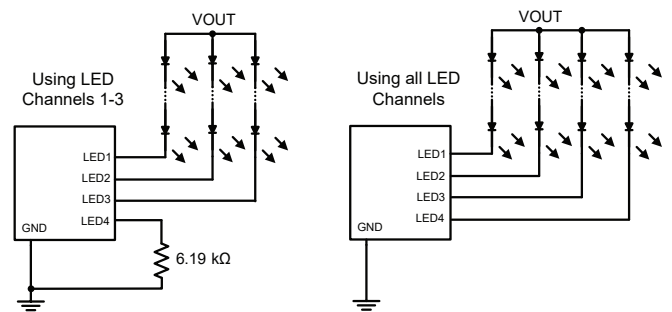 VOUT
Using LED
Channels 1-3
LED1
LED2
LED3
LED4
GND
6.19 kΩ
VOUT
Using all LED
Channels
LED1
LED2
LED3
LED4
GND